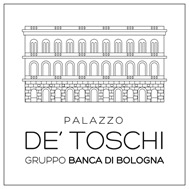 PALAZZO
DE' TOSCHI
GRUPPO BANCA DI BOLOGNA